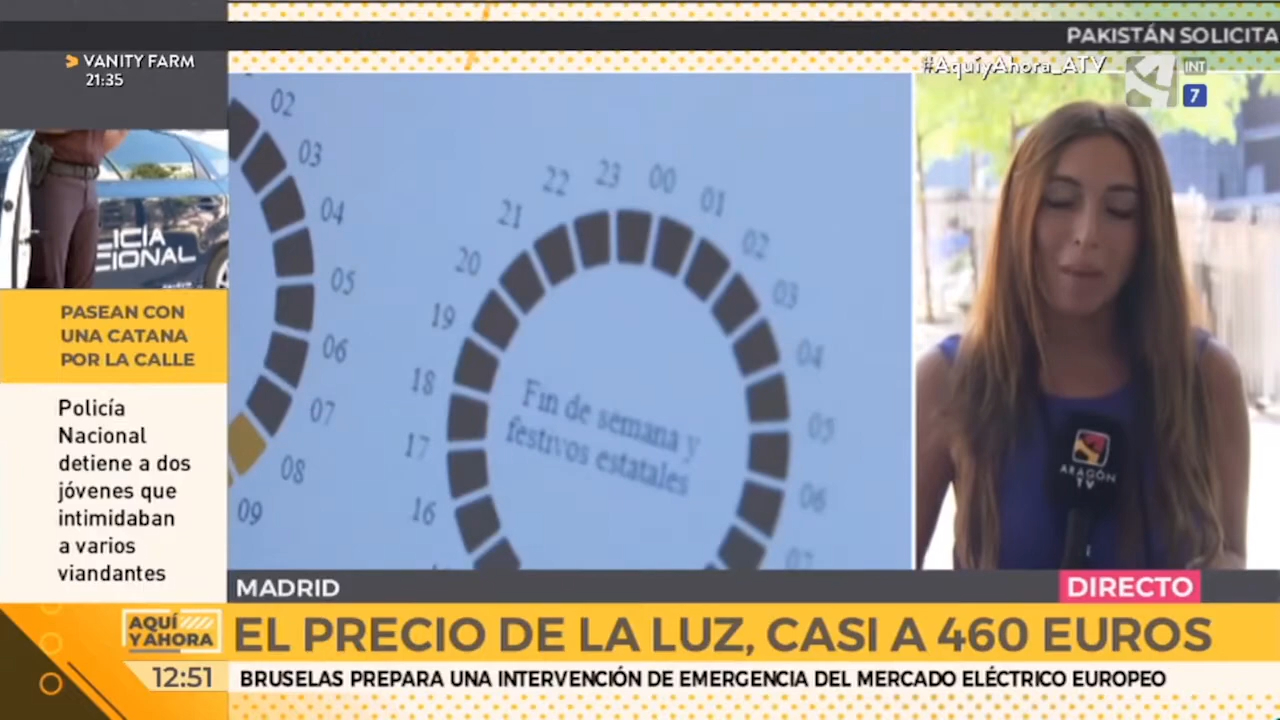 PAKISTÁN SOLICITA
VANITY FARM
21:35
#AquíyAhora_ATV
INT
7
02
03
04
05
06
07
08
09
22
23
00
01
21
02
20
03
19
04
18
05
17
06
16
07
Fin de semana y
festivos estatales
LICÍA
CIONAL
PASEAN CON
UNA CATANA
POR LA CALLE
Policía
Nacional
detiene a dos
jóvenes que
intimidaban
a varios
viandantes
ARAGÓN
TV
MADRID
DIRECTO
AQUÍ
Y AHORA
EL PRECIO DE LA LUZ, CASI A 460 EUROS
12:51
BRUSELAS PREPARA UNA INTERVENCIÓN DE EMERGENCIA DEL MERCADO ELÉCTRICO EUROPEO